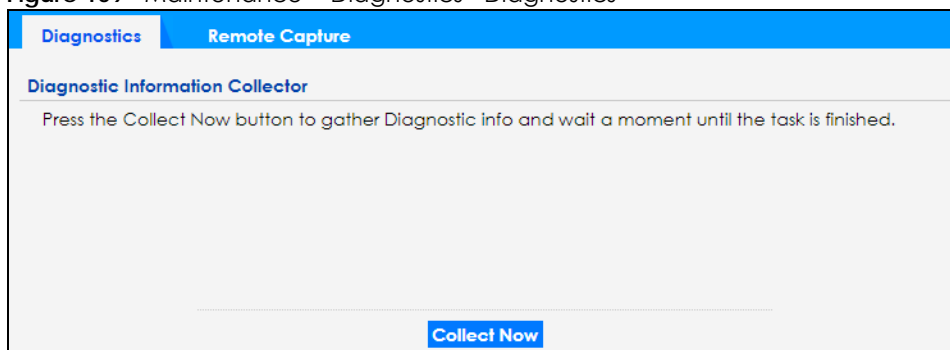 Diagnostics Remote Capture
Diagnostic Information Collector
Press the Collect Now button to gather Diagnostic info and wait a moment until the task is finished.
Collect Now